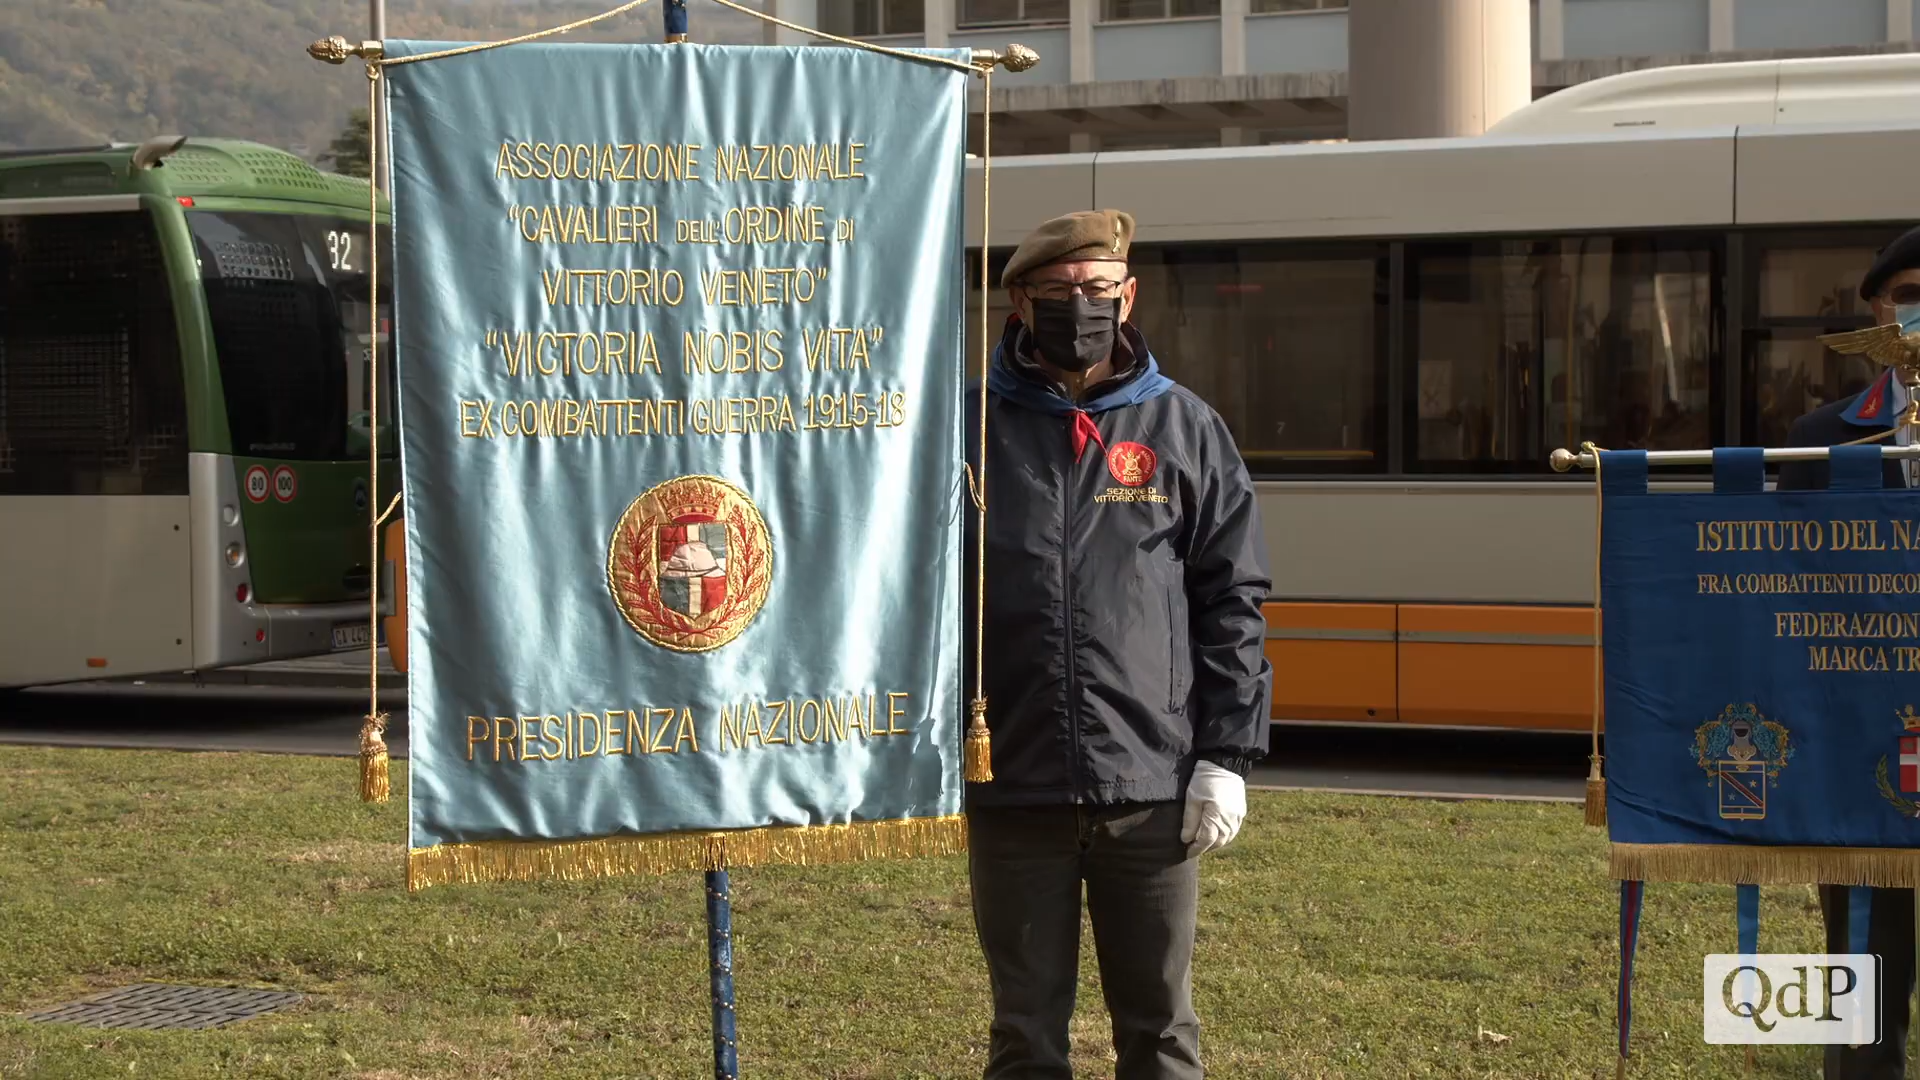 ASSOCIAZIONE NAZIONALE
"CAVALIERI DELL'ORDINE DI
VITTORIO VENETO"
"VICTORIA NOBIS VITA"
EX COMBATTENTI GUERRA 1915-18
PRESIDENZA NAZIONALE
32
80 100
FANTE
SEZIONE DI
VITTORIO VENETO
7
ISTITUTO DEL NA
FRA COMBATTENTI DECO
FEDERAZION
MARCA TR
QdP